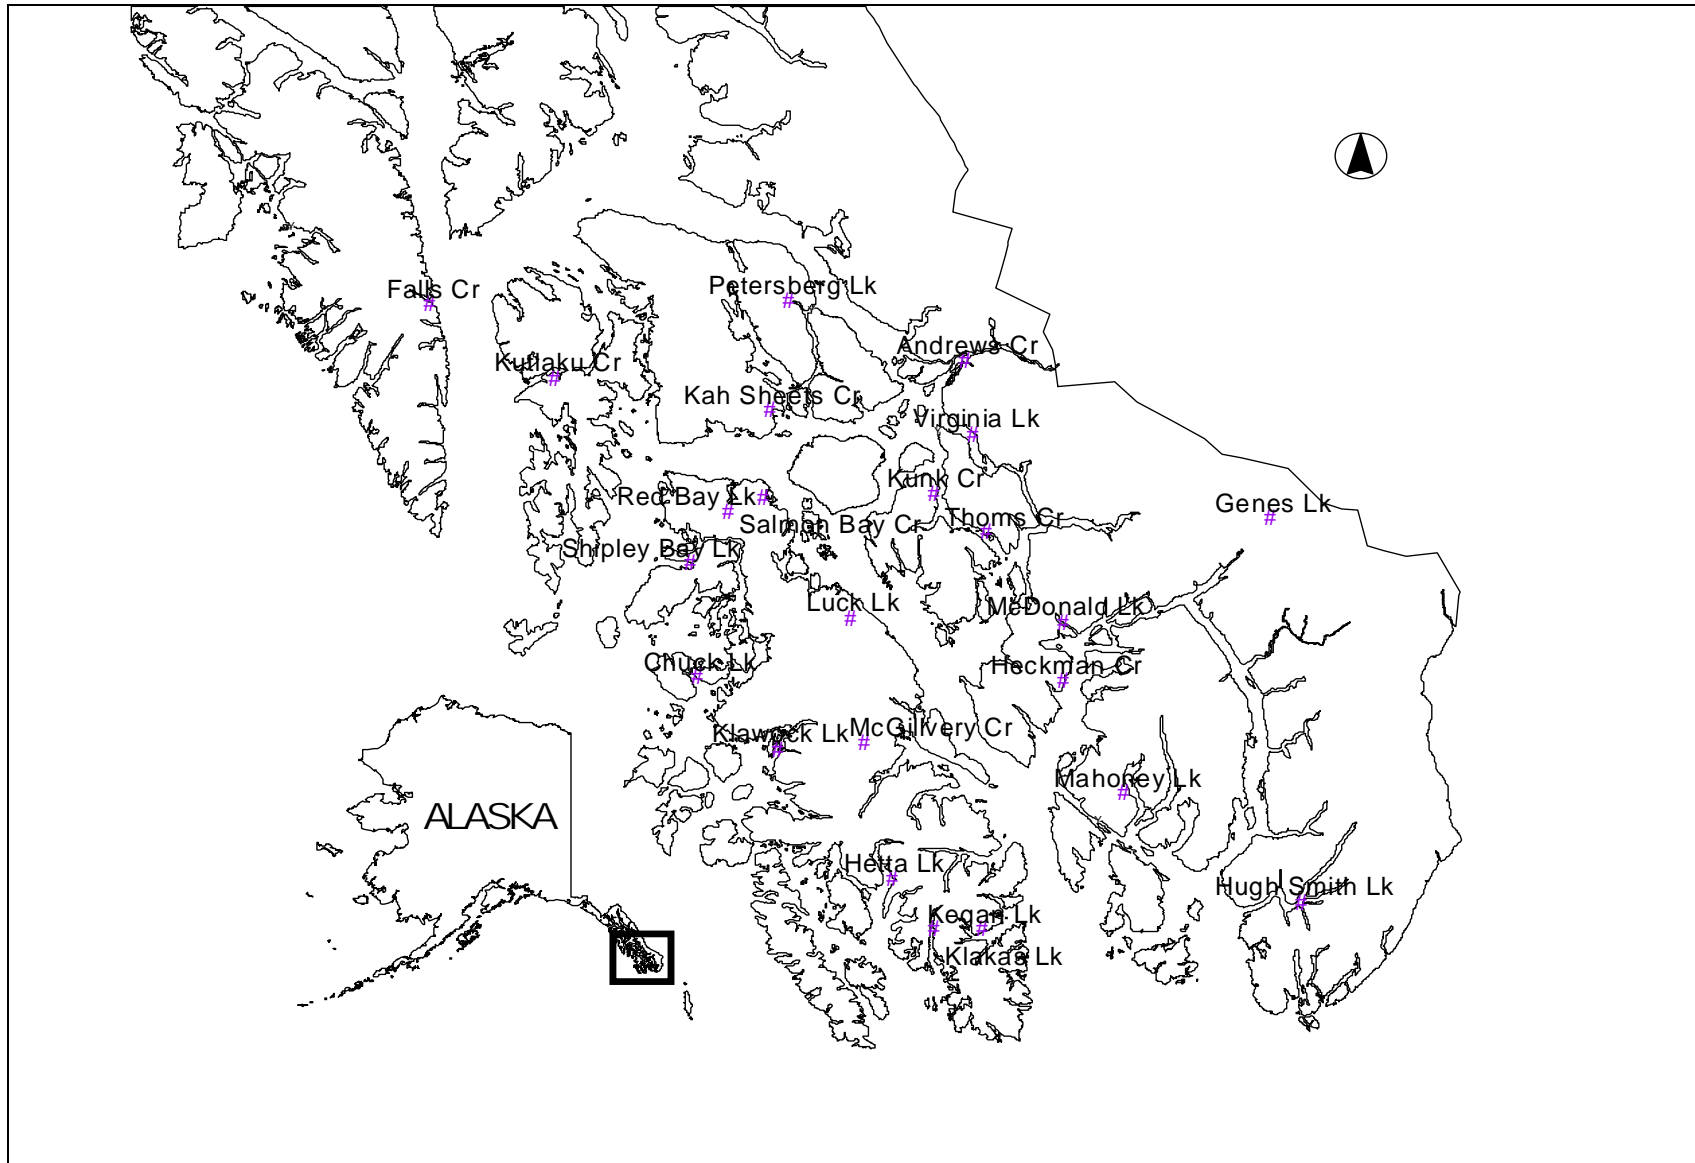 Falls Cr
Petersberg Lk
Kutlaku Cr
Andrews Cr
Kah Sheets Cr
Virginia Lk
Kunk Cr
Red Bay Lk
Salmon Bay Cr
Thoms Cr
Genes Lk
Shipley Bay Lk
Luck Lk
McDonald Lk
Chuck Lk
Heckman Cr
Klawock Lk
McGilvery Cr
Mahoney Lk
ALASKA
Hetta Lk
Hugh Smith Lk
Kegan Lk
Klakas Lk